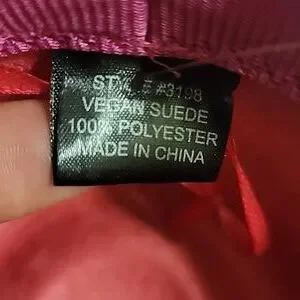 STYLE #3198
VEGAN SUEDE
100% POLYESTER
MADE IN CHINA